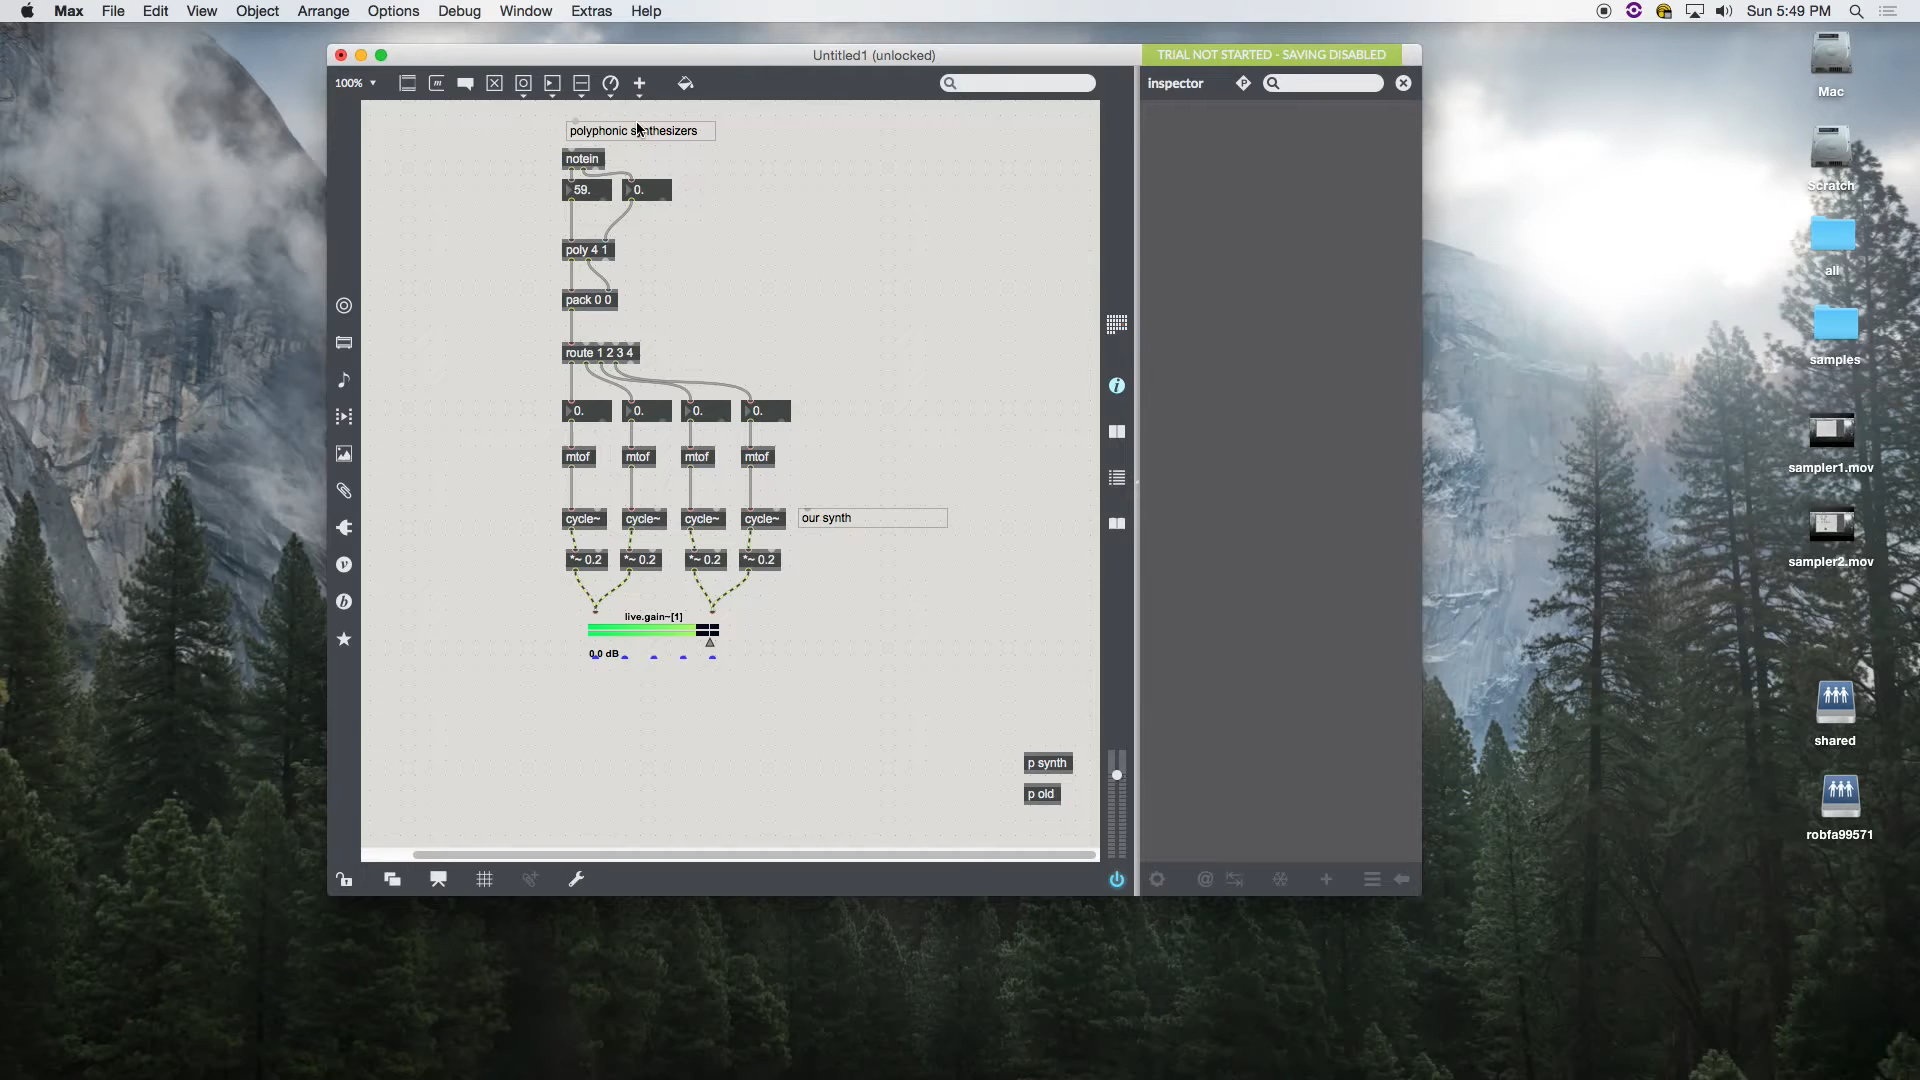 Max File Edit View Object Arrange Options Debug Window Extras Help
Sun 5:49 PM
Untitled1 (unlocked)
TRIAL NOT STARTED - SAVING DISABLED
100%
inspector
Mac
Scratch
all
samples
sampler1.mov
sampler2.mov
shared
robfa99571
polyphonic synthesizers
notein
59. 0.
poly 4 1
pack 0 0
route 1 2 3 4
0. 0. 0. 0.
mtof mtof mtof mtof
cycle~ cycle~ cycle~ cycle~ our synth
*~ 0.2 *~ 0.2 *~ 0.2 *~ 0.2
live.gain~[1]
0.0 dB
p synth
p old